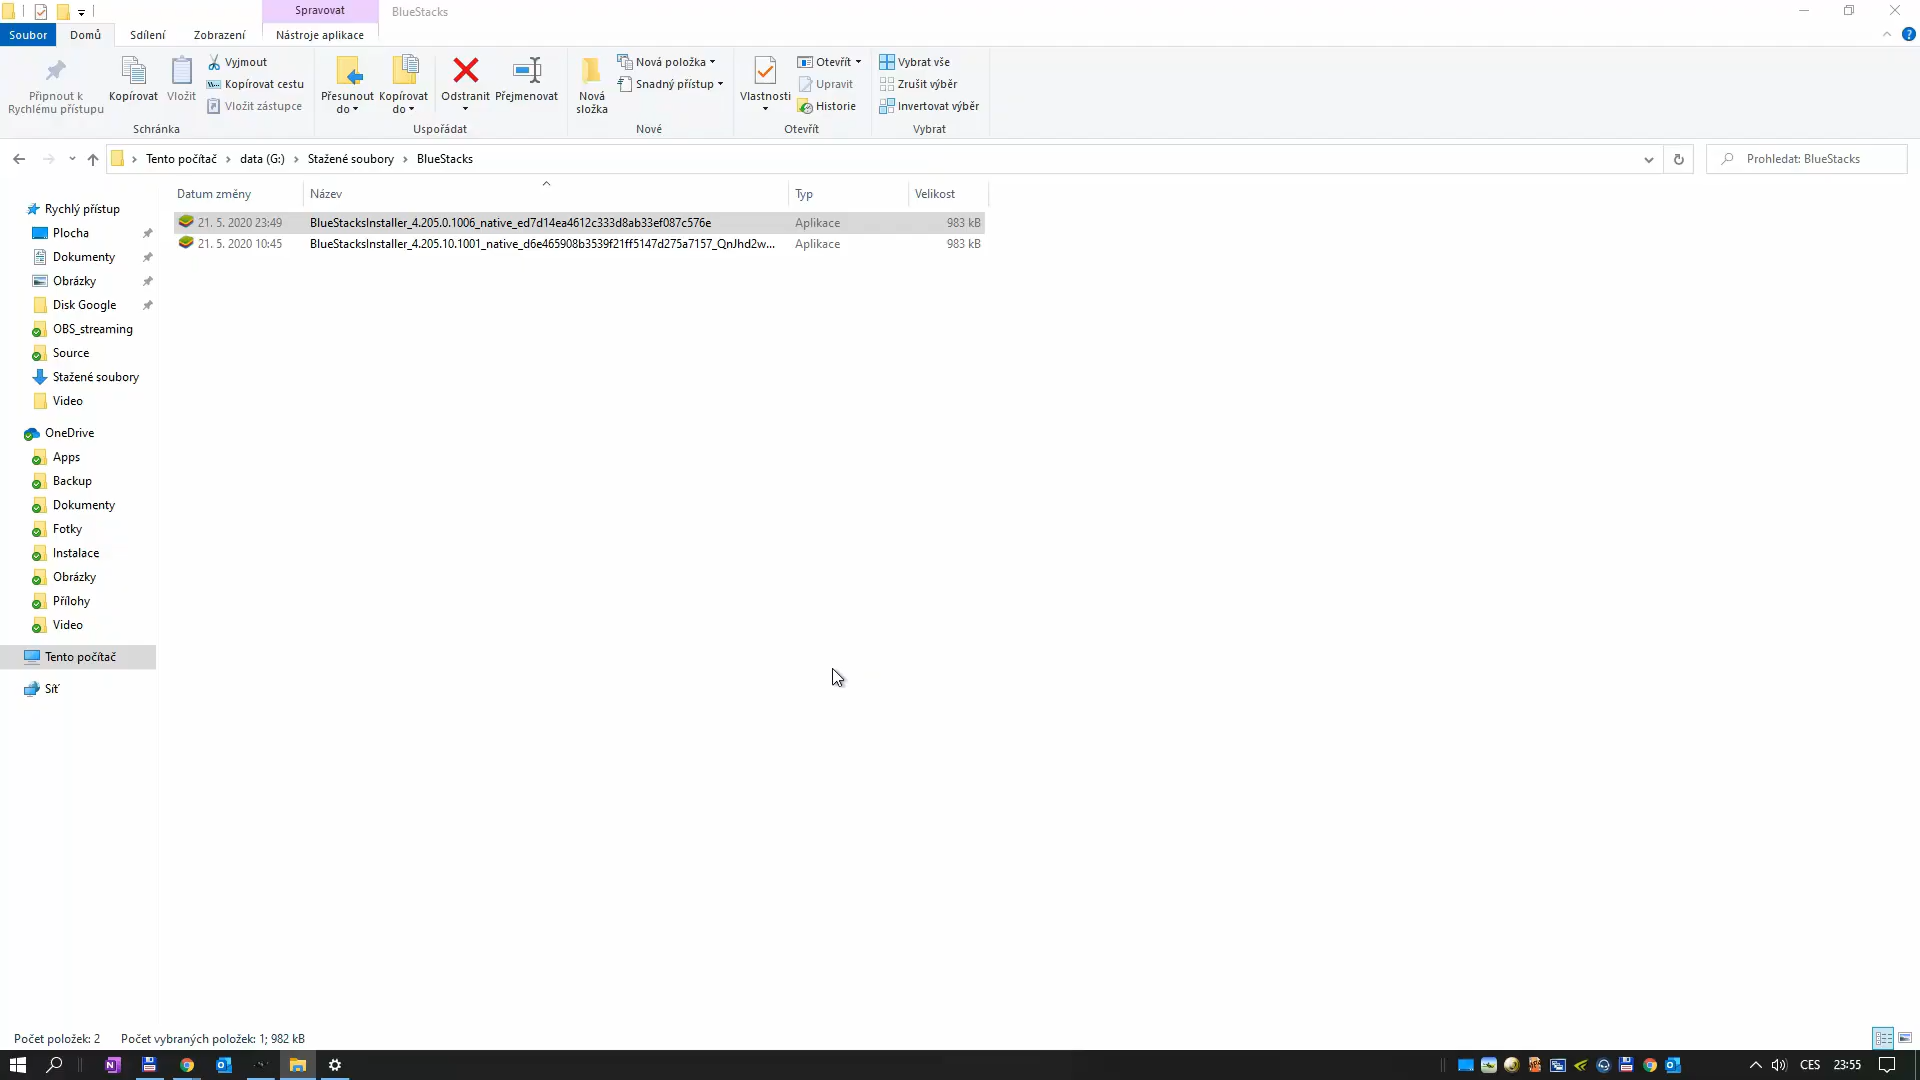 Spravovat
BlueStacks
Soubor
Domů
Sdílení
Zobrazení
Nástroje aplikace
Připnout k
Rychlému přístupu
Kopírovat
Vložit
Vyjmout
Kopírovat cestu
Vložit zástupce
Schránka
Přesunout
do
Kopírovat
do
Odstranit
Přejmenovat
Uspořádat
Nová
složka
Nová položka
Snadný přístup
Nové
Vlastnosti
Otevřít
Upravit
Historie
Otevřít
Vybrat vše
Zrušit výběr
Invertovat výběr
Vybrat
Tento počítač
data (G:)
Stažené soubory
BlueStacks
Prohledat: BlueStacks
Datum změny
Název
Typ
Velikost
21. 5. 2020 23:49
BlueStacksInstaller_4.205.0.1006_native_ed7d14ea4612c333d8ab33ef087c576e
Aplikace
983 kB
21. 5. 2020 10:45
BlueStacksInstaller_4.205.10.1001_native_d6e465908b3539f21ff5147d275a7157_QnJhd2w...
Aplikace
983 kB
Rychlý přístup
Plocha
Dokumenty
Obrázky
Disk Google
OBS_streaming
Source
Stažené soubory
Video
OneDrive
Apps
Backup
Dokumenty
Fotky
Instalace
Obrázky
Přílohy
Video
Tento počítač
Síť
Počet položek: 2
Počet vybraných položek: 1; 982 kB
CES
23:55